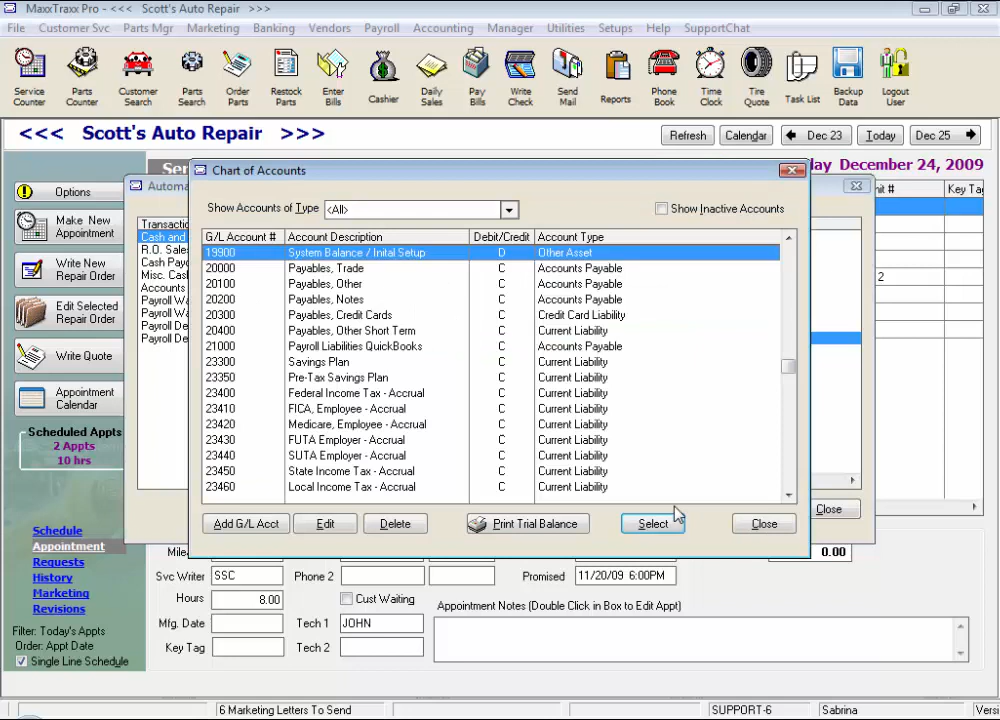 MaxxTraxx Pro - <<< Scott's Auto Repair >>>
File Customer Svc Parts Mgr Marketing Banking Vendors Payroll Accounting Manager Utilities Setups Help SupportChat
Service Counter
Parts Counter
Customer Search
Parts Search
Order Parts
Restock Parts
Enter Bills
Cashier
Daily Sales
Pay Bills
Write Check
Send Mail
Reports
Phone Book
Time Clock
Tire Quote
Task List
Backup Data
Logout User
<<< Scott's Auto Repair >>>
Refresh Calendar Dec 23 Today Dec 25
December 24, 2009
Key Tag
Options
Make New Appointment
Write New Repair Order
Edit Selected Repair Order
Write Quote
Appointment Calendar
Scheduled Appts
2 Appts
10 hrs
Schedule
Appointment
Requests
History
Marketing
Revisions
Filter: Today's Appts
Order: Appt Date
Single Line Schedule
Transaction
Cash and
R.O. Sale
Cash Payo
Misc. Cas
Accounts
Payroll Wa
Payroll Wa
Payroll De
Payroll De
2
Close
Chart of Accounts
Show Accounts of Type <All> Show Inactive Accounts
G/L Account # Account Description Debit/Credit Account Type
19900 System Balance / Inital Setup D Other Asset
20000 Payables, Trade C Accounts Payable
20100 Payables, Other C Accounts Payable
20200 Payables, Notes C Accounts Payable
20300 Payables, Credit Cards C Credit Card Liability
20400 Payables, Other Short Term C Current Liability
21000 Payroll Liabilities QuickBooks C Accounts Payable
23300 Savings Plan C Current Liability
23350 Pre-Tax Savings Plan C Current Liability
23400 Federal Income Tax - Accrual C Current Liability
23410 FICA, Employee - Accrual C Current Liability
23420 Medicare, Employee - Accrual C Current Liability
23430 FUTA Employer - Accrual C Current Liability
23440 SUTA Employer - Accrual C Current Liability
23450 State Income Tax - Accrual C Current Liability
23460 Local Income Tax - Accrual C Current Liability
Add G/L Acct Edit Delete Print Trial Balance Select Close
0.00
Svc Writer SSC Phone 2 Promised 11/20/09 6:00PM
Hours 8.00 Cust Waiting Appointment Notes (Double Click in Box to Edit Appt)
Mfg. Date Tech 1 JOHN
Key Tag Tech 2
6 Marketing Letters To Send SUPPORT-6 Sabrina Versi